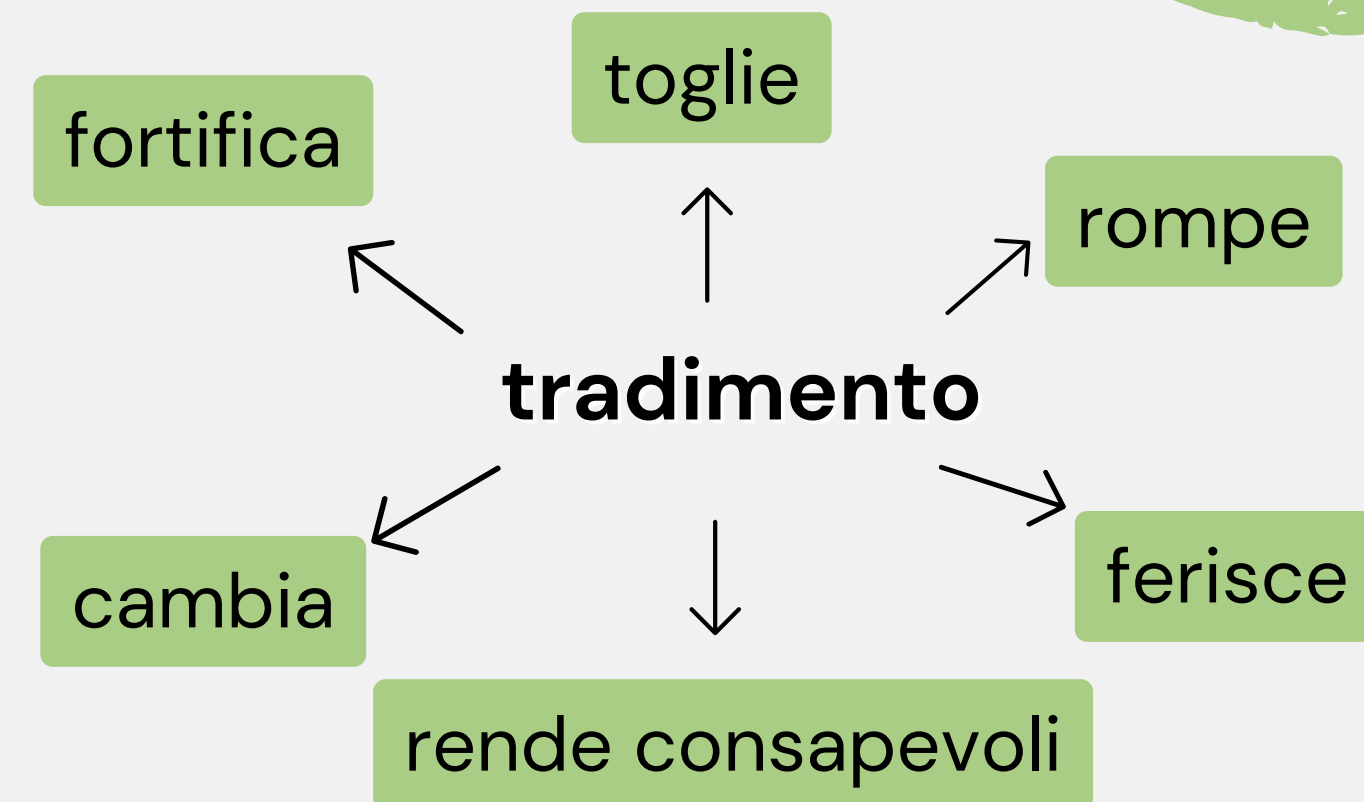 toglie
fortifica
rompe
tradimento
cambia
ferisce
rende consapevoli